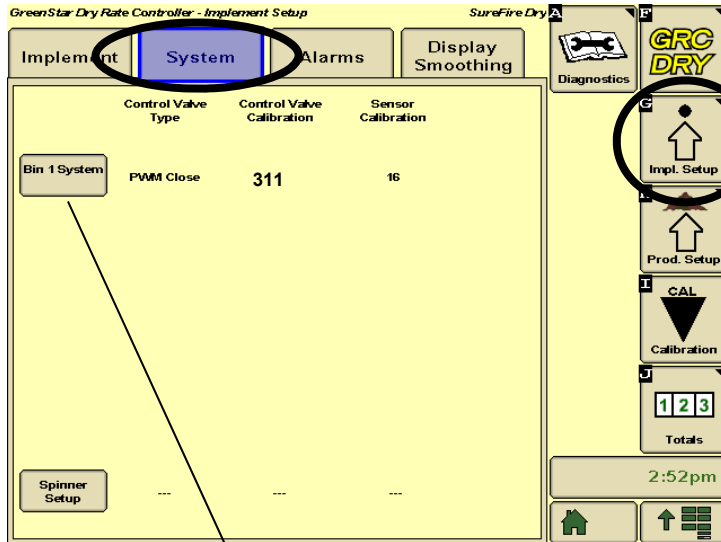 GreenStar Dry Rate Controller - Implement Setup
SureFire Dry
Implement
System
Alarms
Display
Smoothing
Control Valve
Type
Control Valve
Calibration
Sensor
Calibration
Bin 1 System
PWM Close
311
16
Spinner
Setup
---
---
---
A
Diagnostics
F
GRC
DRY
G
Impl. Setup
H
Prod. Setup
I
CAL
Calibration
J
1 2 3
Totals
2:52pm